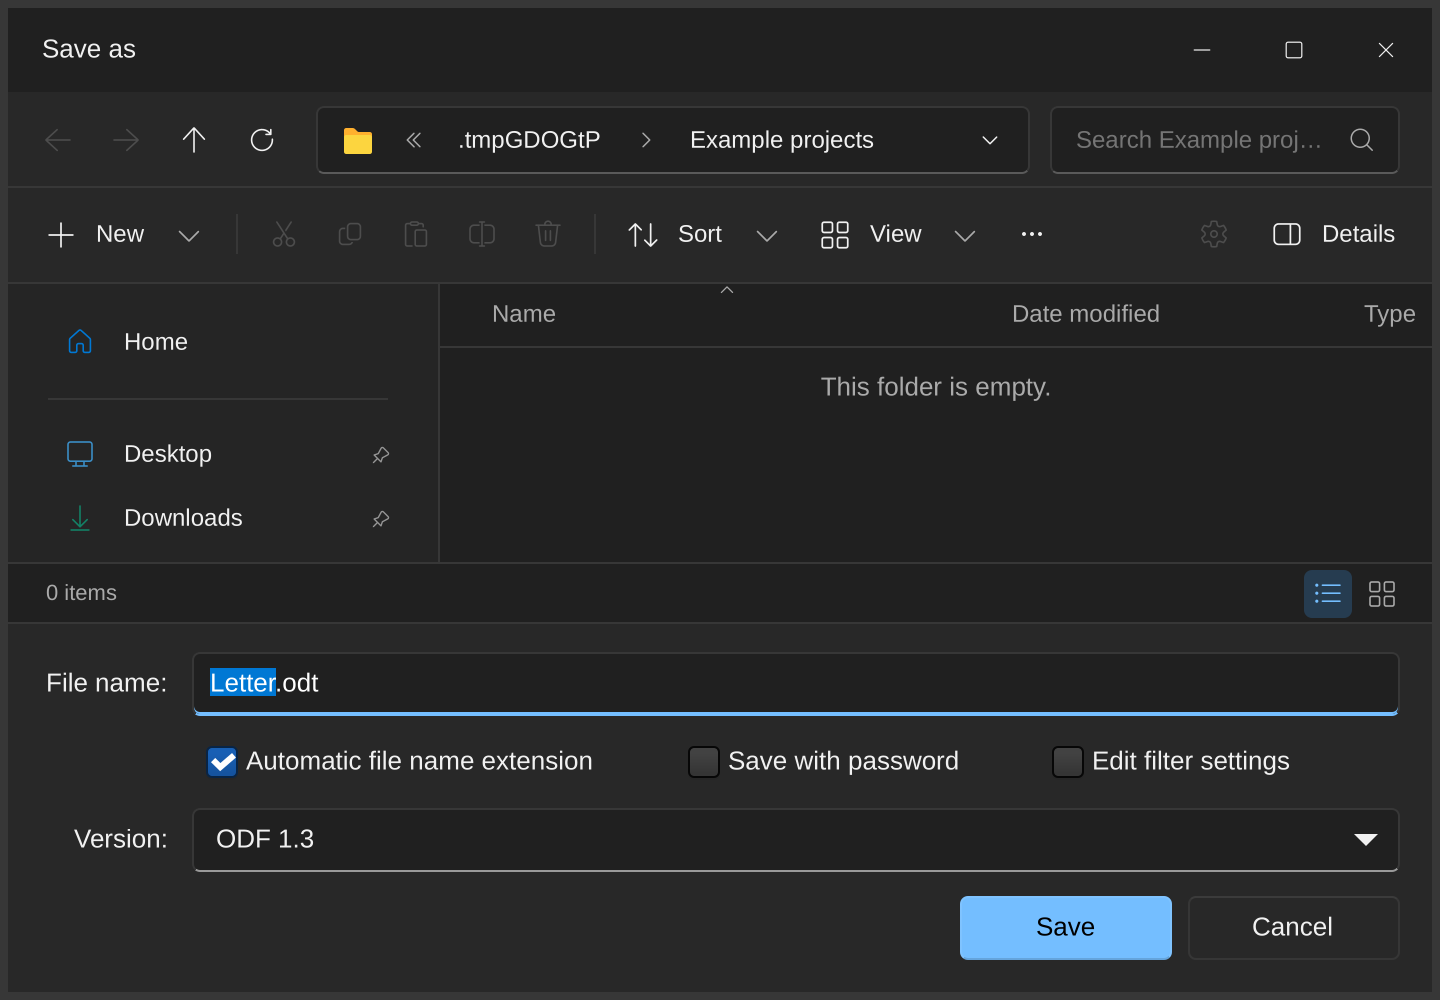 Save as
.tmpGDOGtP
Example projects
Search Example proj…
New
Sort
View
Details
Home
Desktop
Downloads
Name
Date modified
Type
This folder is empty.
0 items
File name:
Letter.odt
Automatic file name extension
Save with password
Edit filter settings
Version:
ODF 1.3
Save
Cancel